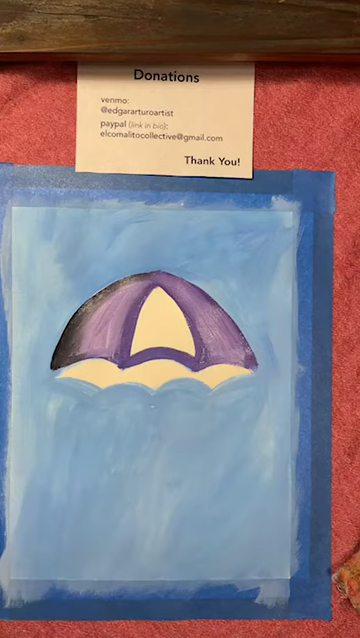 Donations
venmo:
@edgararturoartist
paypal (link in bio):
elcomalitocollective@gmail.com
Thank You!